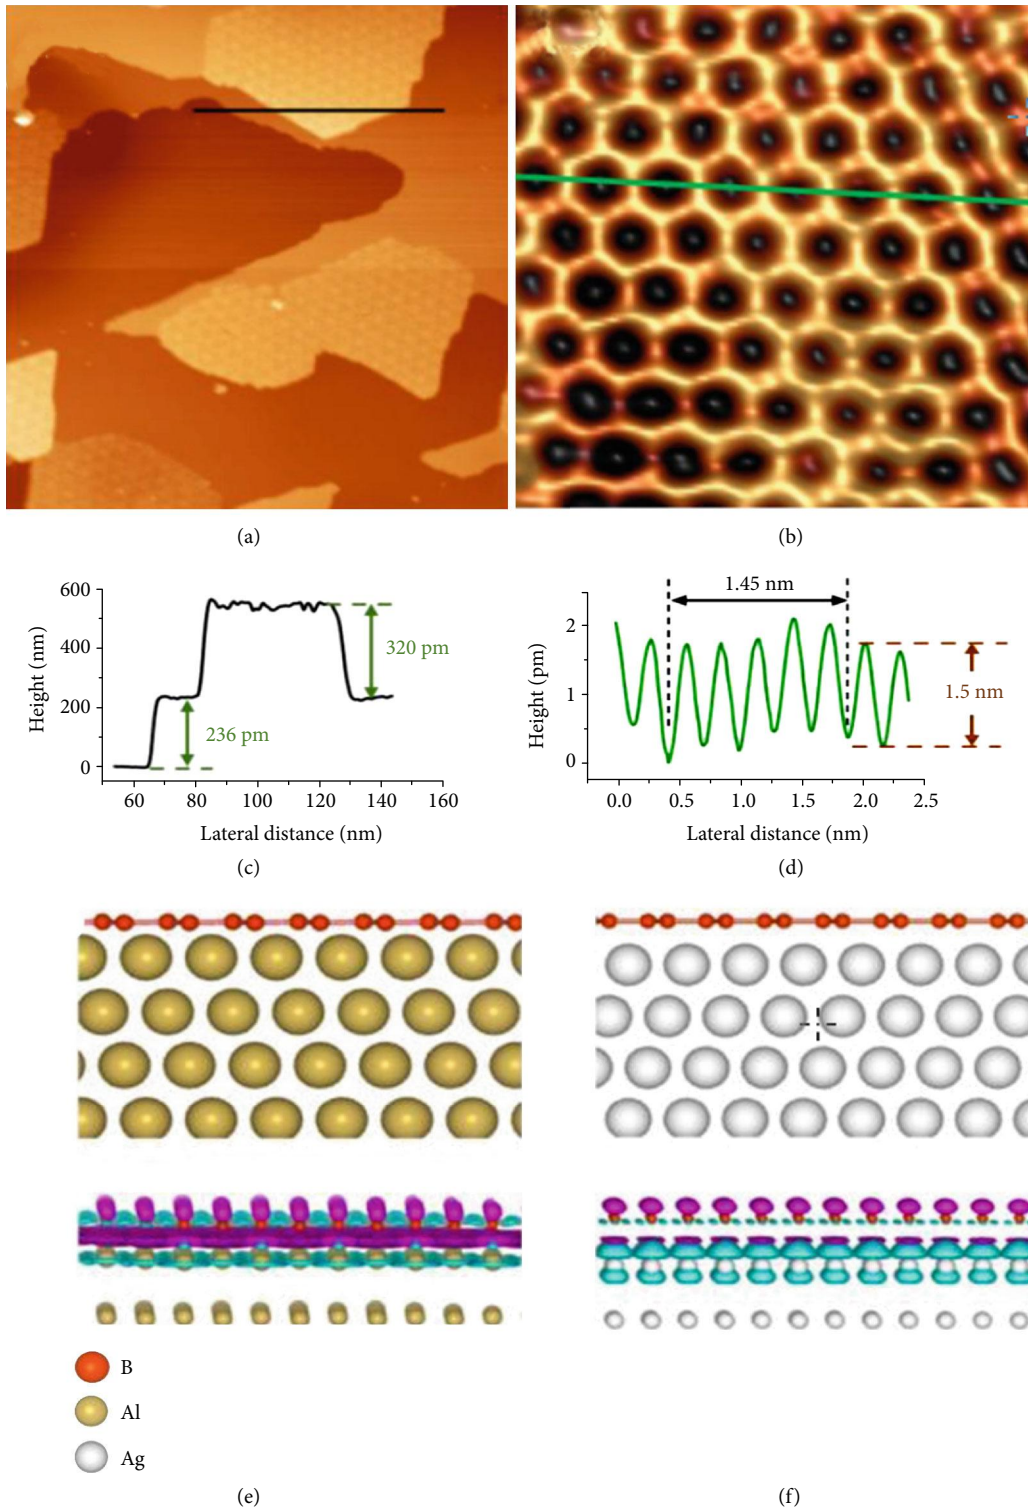 (a)
(b)
600
400
200
0
Height (nm)
236 pm
320 pm
60
80
100
120
140
160
Lateral distance (nm)
(c)
1.45 nm
2
1
0
Height (pm)
1.5 nm
0.0
0.5
1.0
1.5
2.0
2.5
Lateral distance (nm)
(d)
B
Al
Ag
(e)
(f)